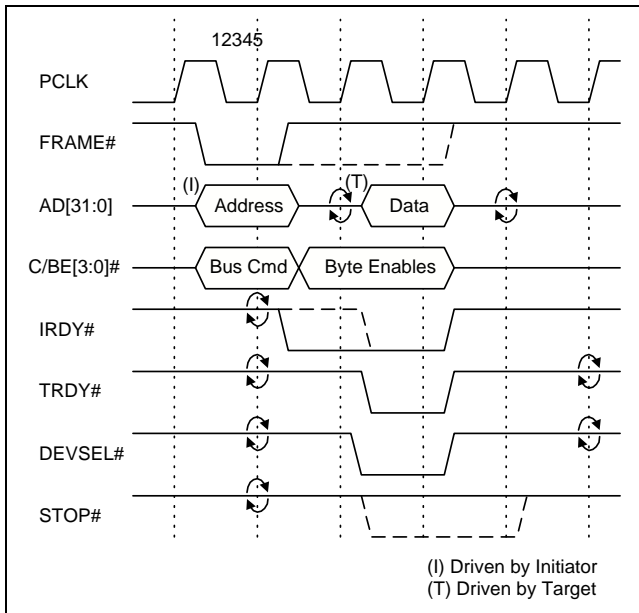 12345
PCLK
FRAME#
(I) (T)
AD[31:0] Address Data
C/BE[3:0]# Bus Cmd Byte Enables
IRDY#
TRDY#
DEVSEL#
STOP#
(I) Driven by Initiator
(T) Driven by Target